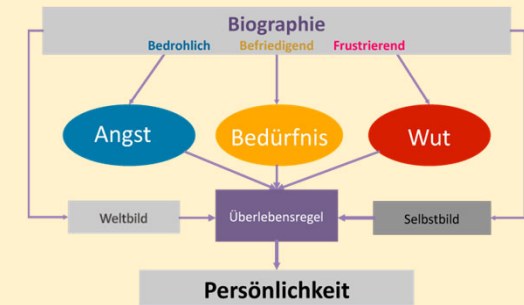 Biographie
Bedrohlich Befriedigend Frustrierend
Angst Bedürfnis Wut
Weltbild Überlebensregel Selbstbild
Persönlichkeit